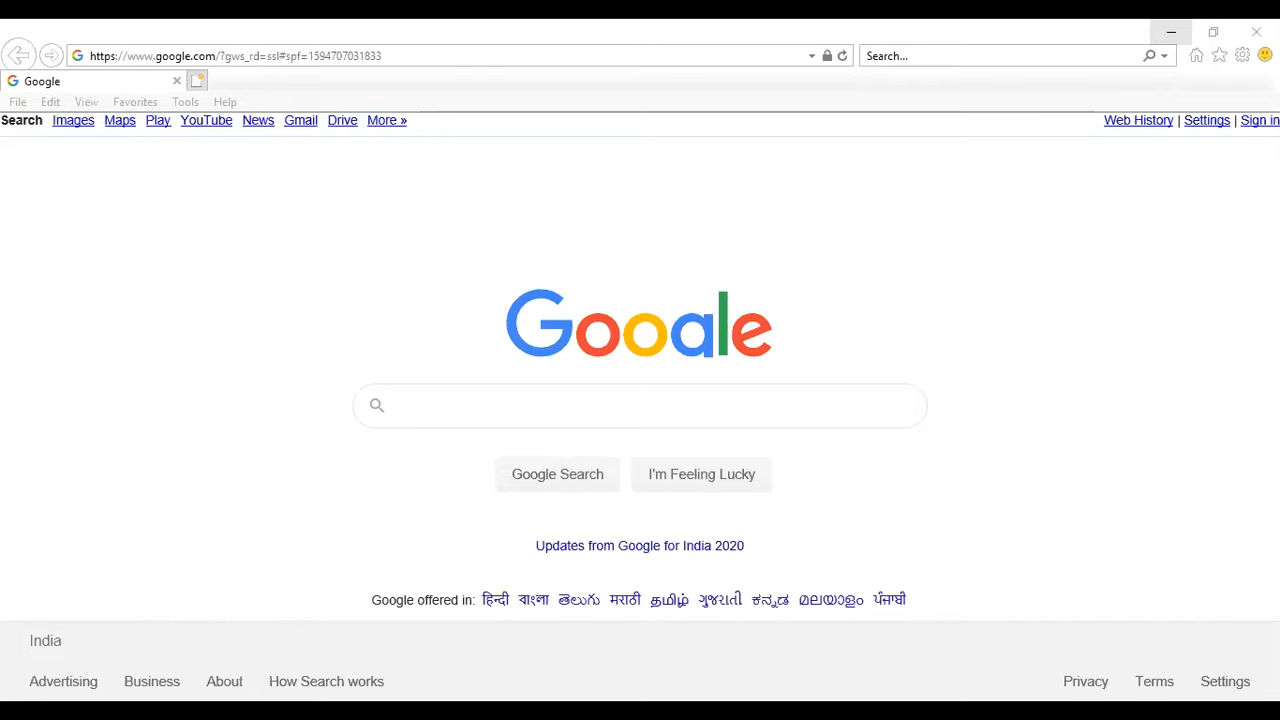 https://www.google.com/?gws_rd=ssl#spf=1594707031833 Search...
Google
File Edit View Favorites Tools Help
Search Images Maps Play YouTube News Gmail Drive More » Web History | Settings | Sign in
Google
Google Search I'm Feeling Lucky
Updates from Google for India 2020
Google offered in: हिन्दी বাংলা తెలుగు मराठी தமிழ் ગુજરાતી ಕನ್ನಡ മലയാളം ਪੰਜਾਬੀ
India
Advertising Business About How Search works Privacy Terms Settings